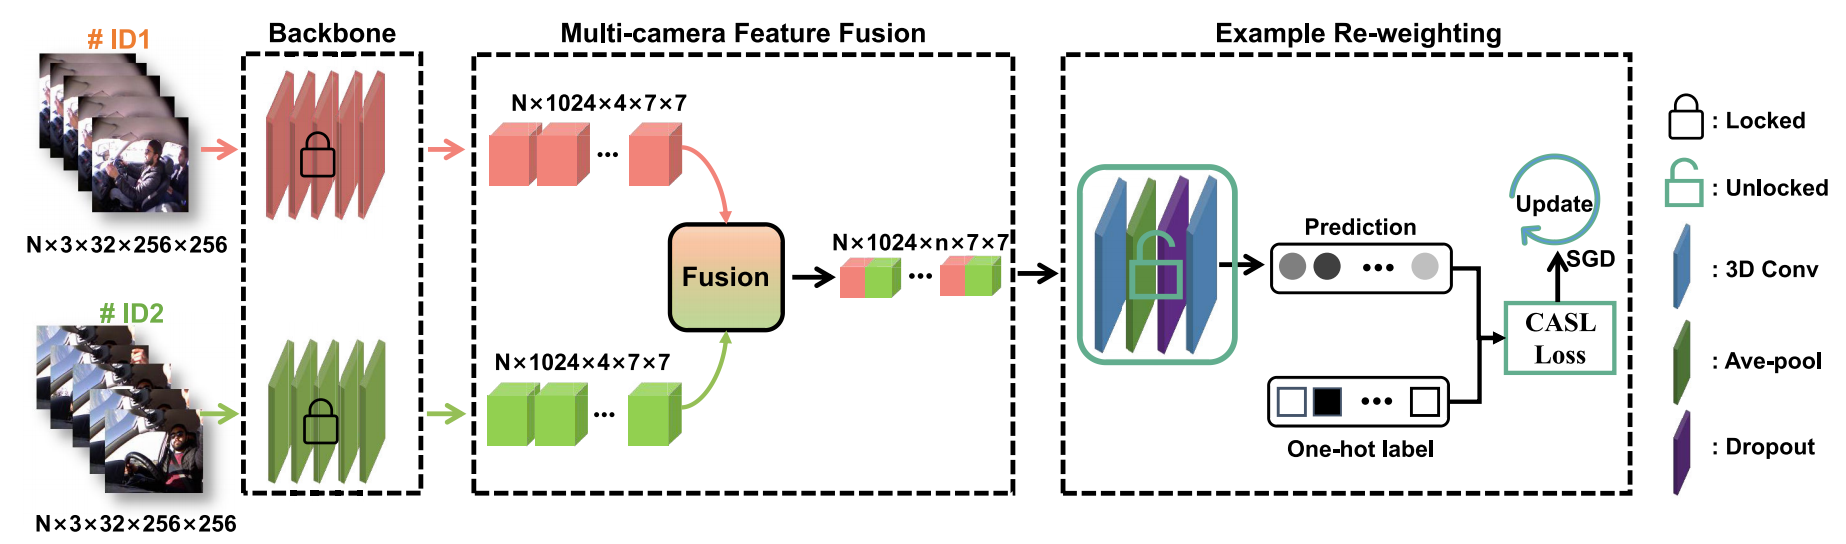 # ID1
N×3×32×256×256
# ID2
N×3×32×256×256
Backbone
Multi-camera Feature Fusion
N×1024×4×7×7
...
Fusion
N×1024×n×7×7
...
N×1024×4×7×7
...
Example Re-weighting
Prediction
...
One-hot label
...
Update
SGD
CASL
Loss
: Locked
: Unlocked
: 3D Conv
: Ave-pool
: Dropout